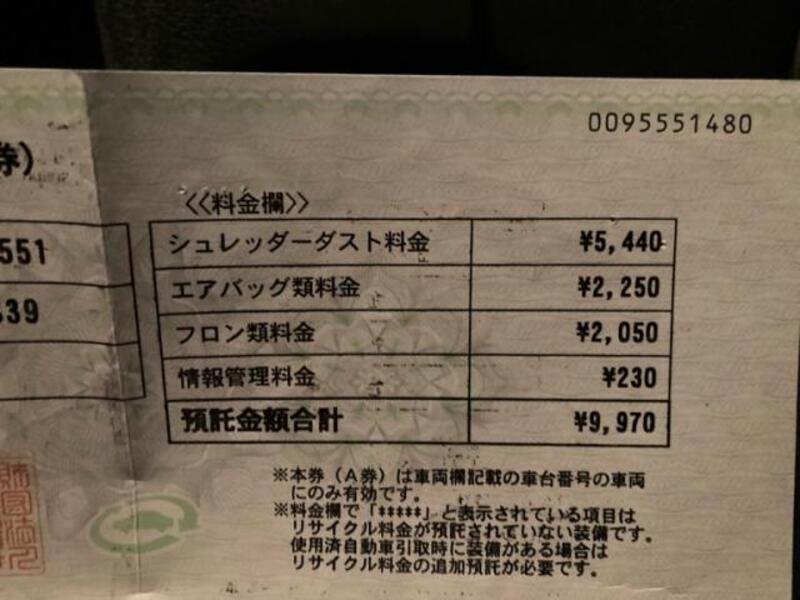 0095551480
券)
《料金欄》
551
39
シュレッダーダスト料金 ¥5,440
エアバッグ類料金 ¥2,250
フロン類料金 ¥2,050
情報管理料金 ¥230
預託金額合計 ¥9,970
※本券(A券)は車両欄記載の車台番号の車両
にのみ有効です。
※料金欄で「*****」と表示されている項目は
リサイクル料金が預託されていない装備です。
使用済自動車引取時に装備がある場合は
リサイクル料金の追加預託が必要です。